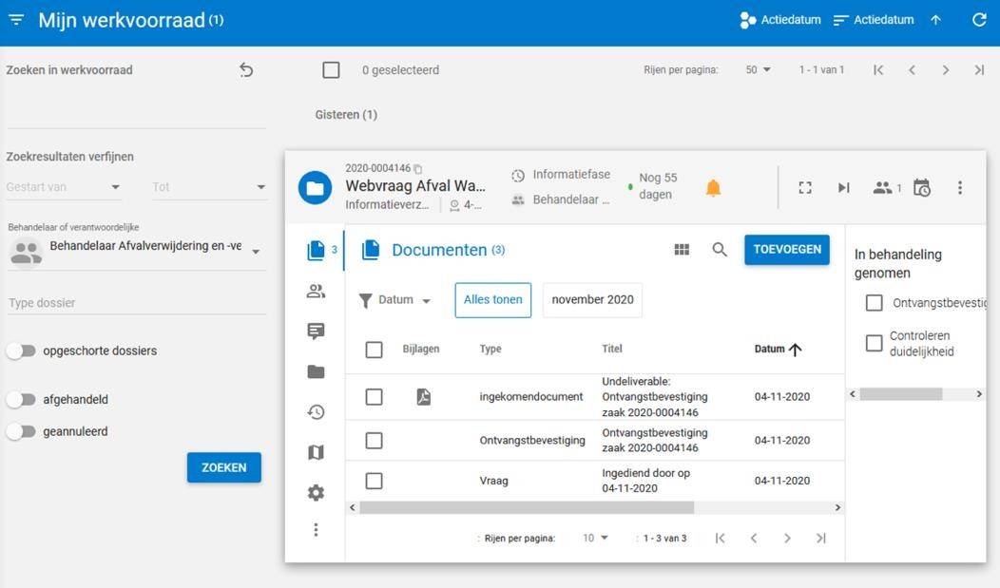 Mijn werkvoorraad (1)
Actiedatum
Actiedatum
Zoeken in werkvoorraad
0 geselecteerd
Rijen per pagina:
50
1 - 1 van 1
Gisteren (1)
Zoekresultaten verfijnen
Gestart van
Tot
Behandelaar of verantwoordelijke
Behandelaar Afvalverwijdering en -ve
Type dossier
opgeschorte dossiers
afgehandeld
geannuleerd
ZOEKEN
2020-0004146
Webvraag Afval Wa...
Informatieverz...
4-...
Informatiefase
Behandelaar ...
Nog 55
dagen
1
3
Documenten (3)
TOEVOEGEN
Datum
Alles tonen
november 2020
Bijlagen
Type
Titel
Datum
ingekomendocument
Undeliverable:
Ontvangstbevestiging
zaak 2020-0004146
04-11-2020
Ontvangstbevestiging
Ontvangstbevestiging
zaak 2020-0004146
04-11-2020
Vraag
Ingediend door op
04-11-2020
04-11-2020
: Rijen per pagina:
10
: 1 - 3 van 3
In behandeling
genomen
Ontvangstbevestig
Controleren
duidelijkheid